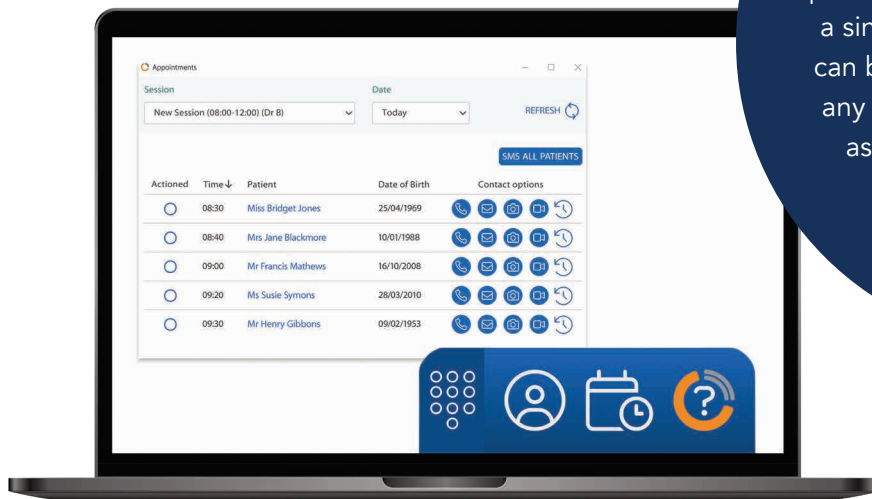 Appointments
Session Date
New Session (08:00-12:00) (Dr B) Today REFRESH
SMS ALL PATIENTS
Actioned Time↓ Patient Date of Birth Contact options
08:30 Miss Bridget Jones 25/04/1969
08:40 Mrs Jane Blackmore 10/01/1988
09:00 Mr Francis Mathews 16/10/2008
09:20 Ms Susie Symons 28/03/2010
09:30 Mr Henry Gibbons 09/02/1953
?
a
can
any
as